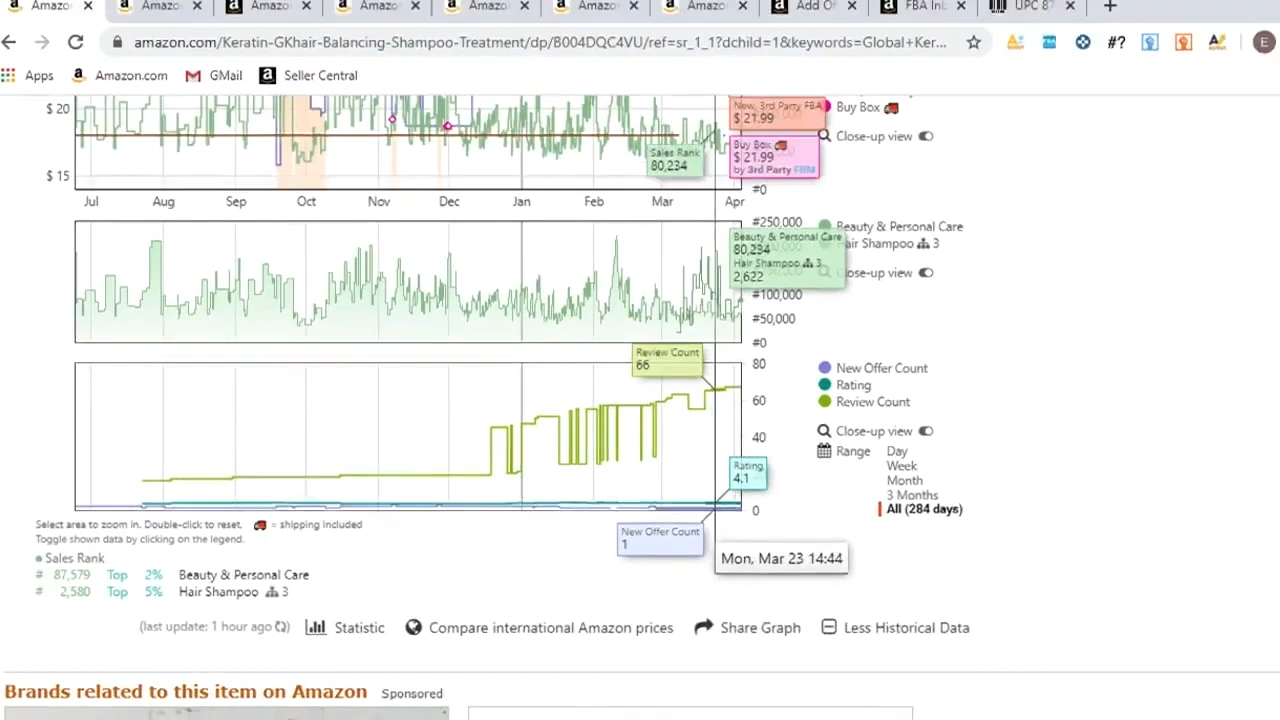 Amazo
Amazo
Amazo
Amazo
Amazo
Amazo
Amazo
Add Of
FBA Inb
UPC 87
amazon.com/Keratin-GKhair-Balancing-Shampoo-Treatment/dp/B004DQC4VU/ref=sr_1_1?dchild=1&keywords=Global+Ker...
#?
E
Apps
Amazon.com
GMail
Seller Central
$ 20
New, 3rd Party FBA
$ 21.99
Buy Box
Close-up view
Sales Rank
80,234
Buy Box
$ 21.99
by 3rd Party FBM
$ 15
#0
Jul Aug Sep Oct Nov Dec Jan Feb Mar Apr
#250,000
Beauty & Personal Care
Beauty & Personal Care
80,234
Hair Shampoo 3
Hair Shampoo 3
2,622
Close-up view
#100,000
#50,000
#0
Review Count
66
80
60
40
0
New Offer Count
Rating
Review Count
Close-up view
Range
Day
Week
Month
3 Months
All (284 days)
Rating
4.1
New Offer Count
1
Mon, Mar 23 14:44
Select area to zoom in. Double-click to reset. = shipping included
Toggle shown data by clicking on the legend.
Sales Rank
# 87,579 Top 2% Beauty & Personal Care
# 2,580 Top 5% Hair Shampoo 3
(last update: 1 hour ago) Statistic Compare international Amazon prices Share Graph Less Historical Data
Brands related to this item on Amazon Sponsored